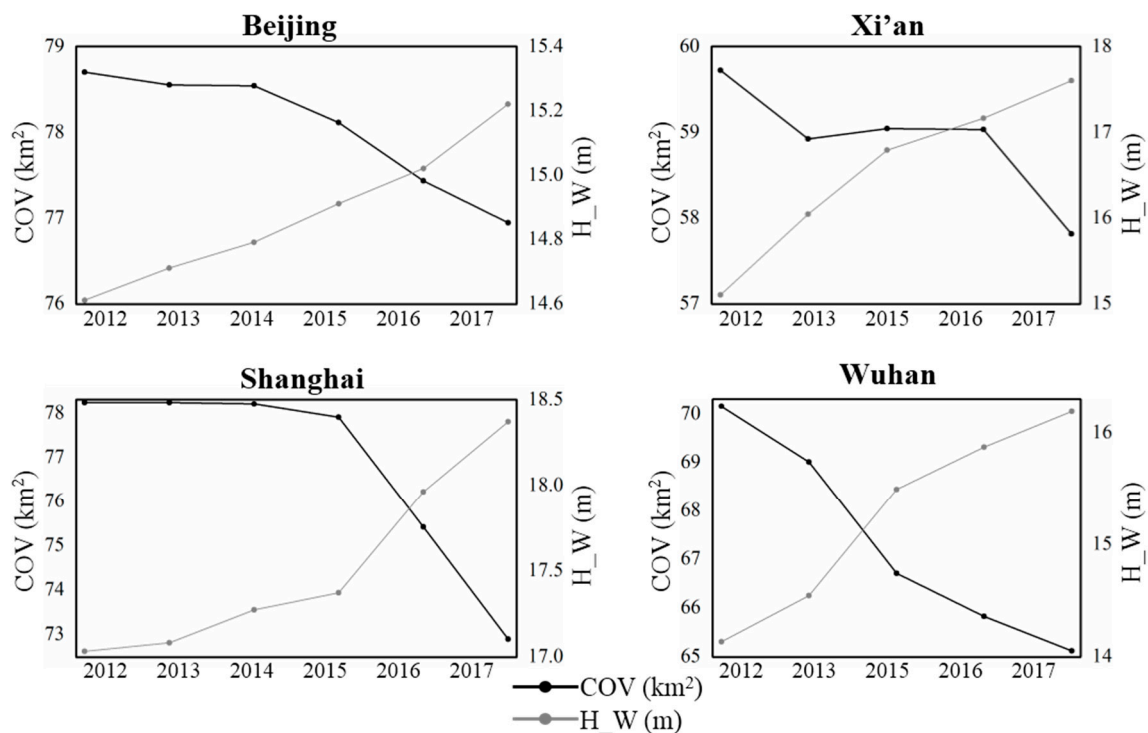 Beijing
79
78
77
76
COV (km²)
15.4
15.2
15.0
14.8
14.6
H_W (m)
2012 2013 2014 2015 2016 2017
Xi'an
60
59
58
57
COV (km²)
18
17
16
15
H_W (m)
2012 2013 2015 2016 2017
Shanghai
78
77
76
75
74
73
COV (km²)
18.5
18.0
17.5
17.0
H_W (m)
2012 2013 2014 2015 2016 2017
Wuhan
70
69
68
67
66
65
COV (km²)
16
15
14
H_W (m)
2012 2013 2015 2016 2017
COV (km²)
H_W (m)